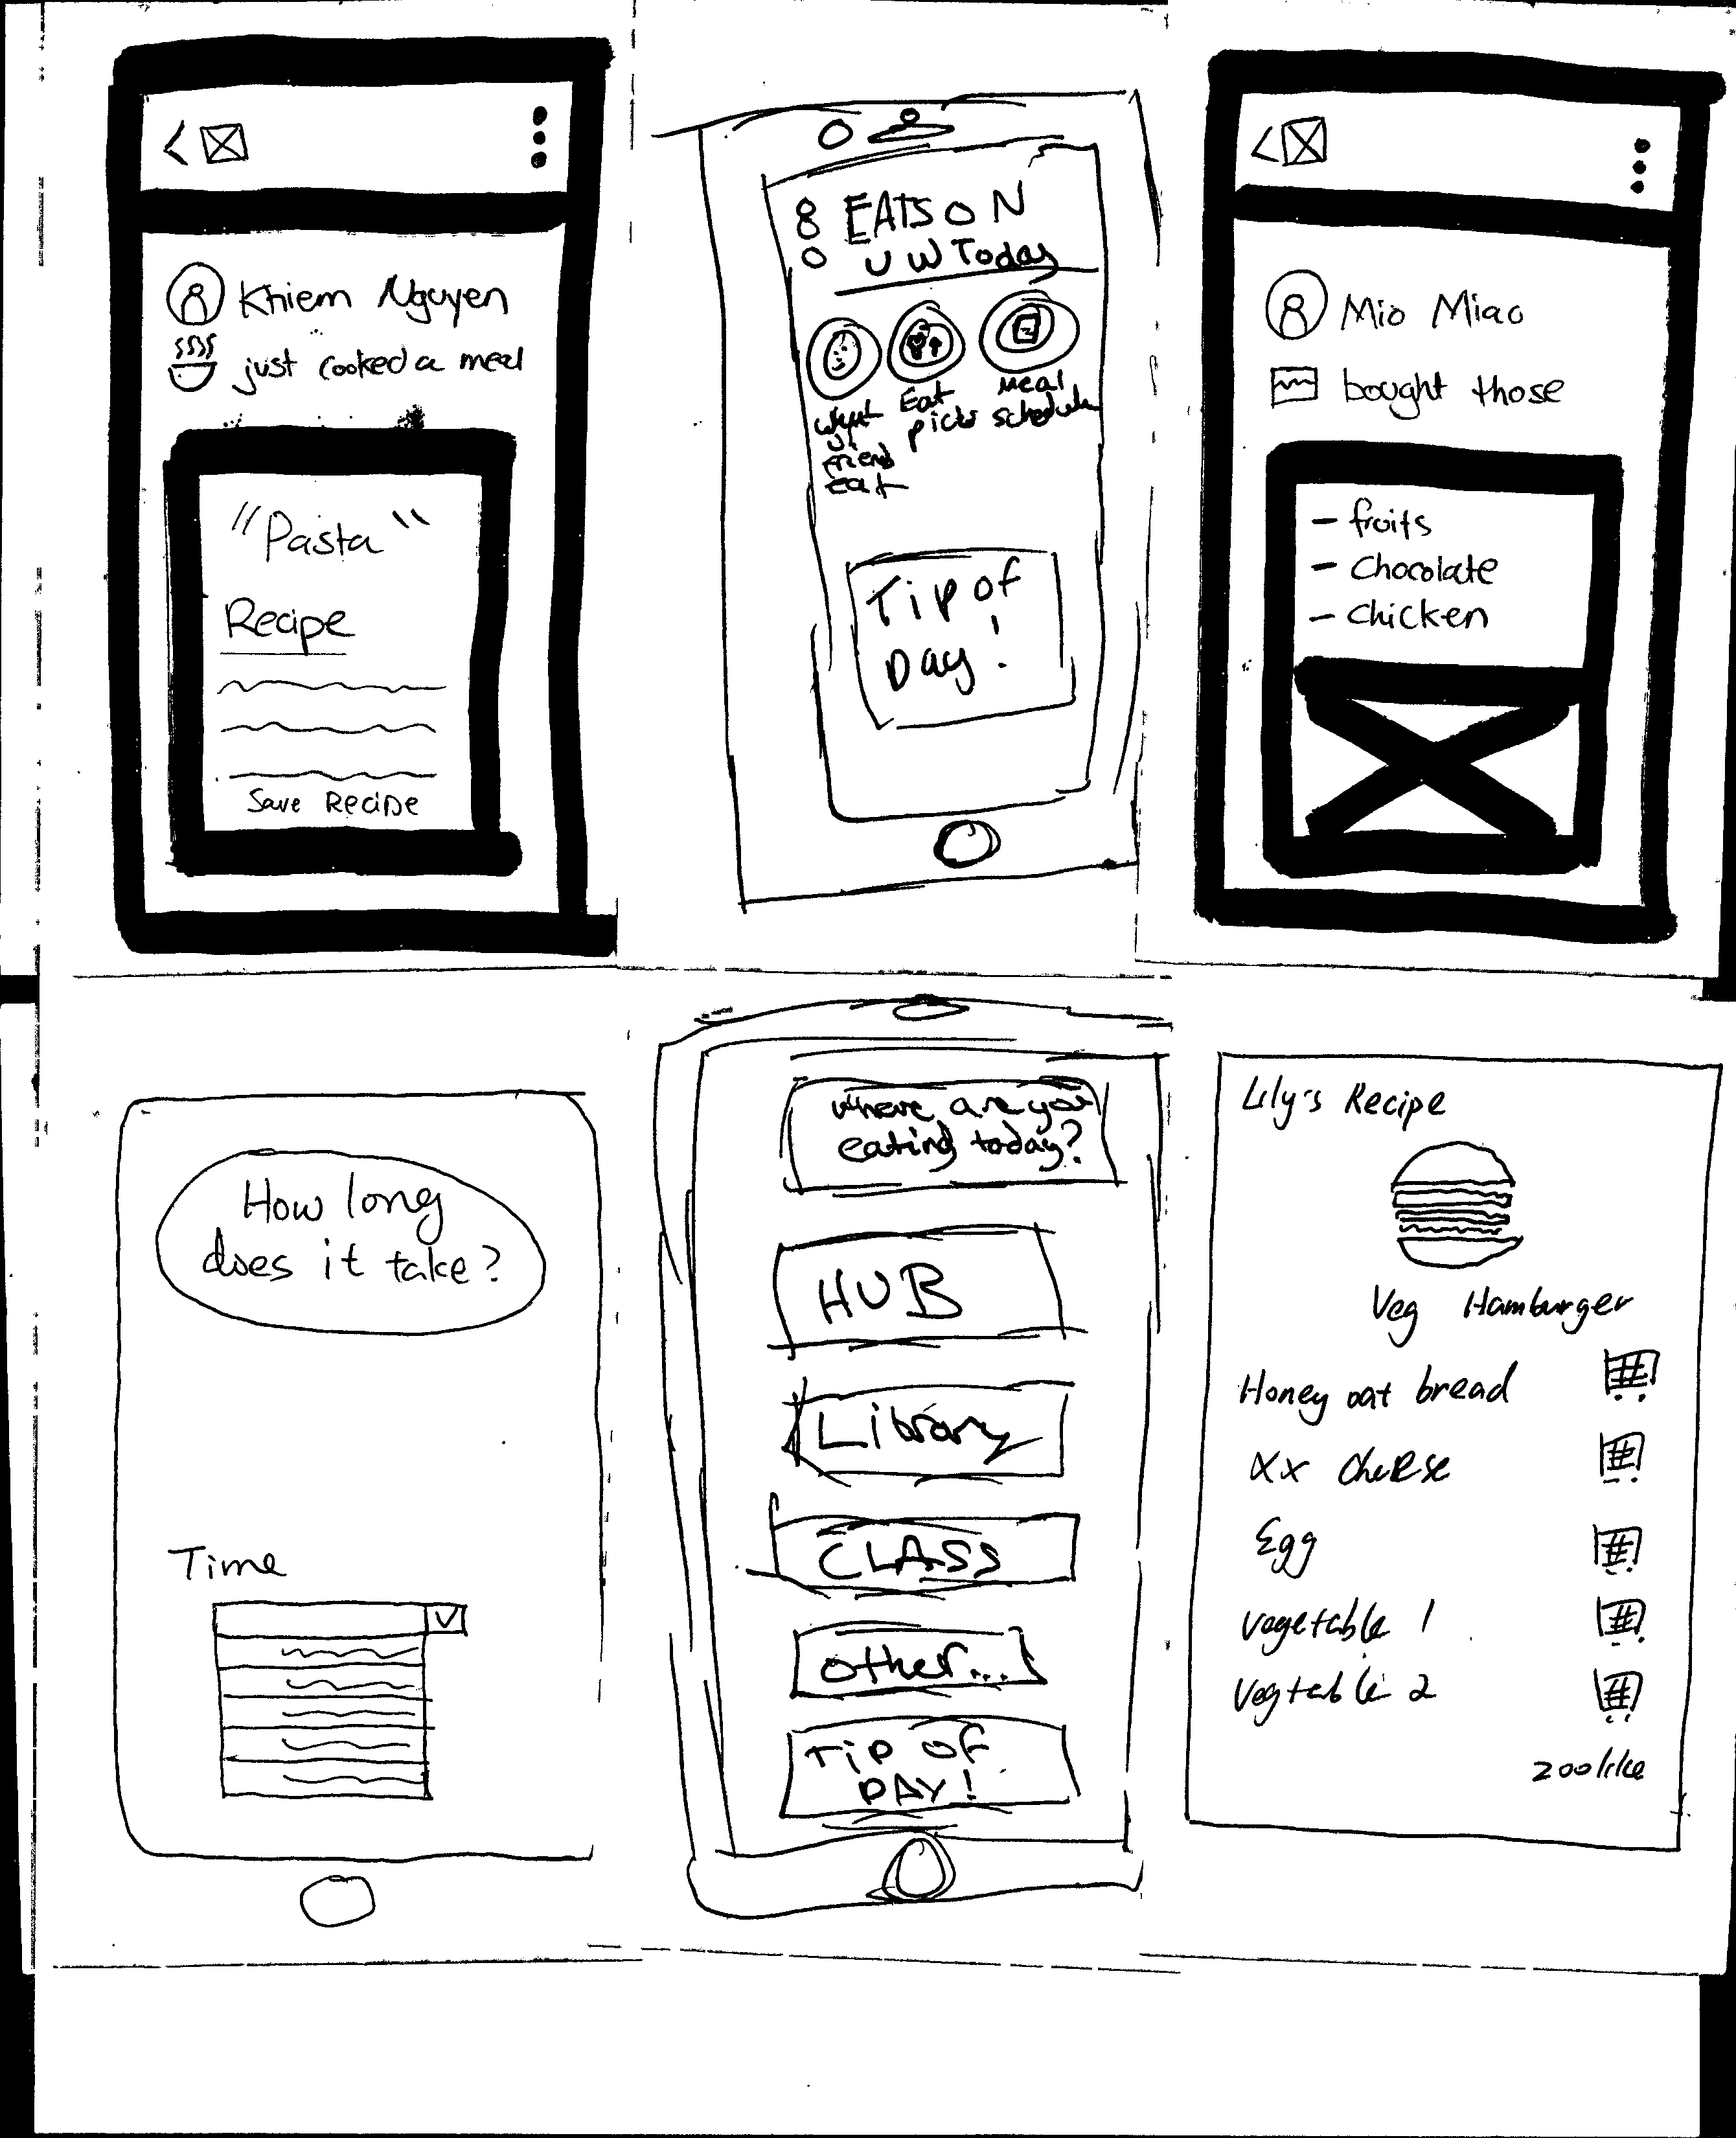 Khiem Nguyen
just cooked a meal
"Pasta"
Recipe
Save Recipe
EATS ON
UW Today
What
ur
friend
eat
Eat
picks
Meal
schedule
Tip of
Day!
Mio Miao
bought those
- fruits
- Chocolate
- Chicken
How long
does it take?
Time
where are you
eating today?
HUB
Library
CLASS
other...
TIP OF
DAY!
Lily's Recipe
Veg Hamburger
Honey oat bread
xx cheese
Egg
vegetable 1
Vegtable 2
200 like